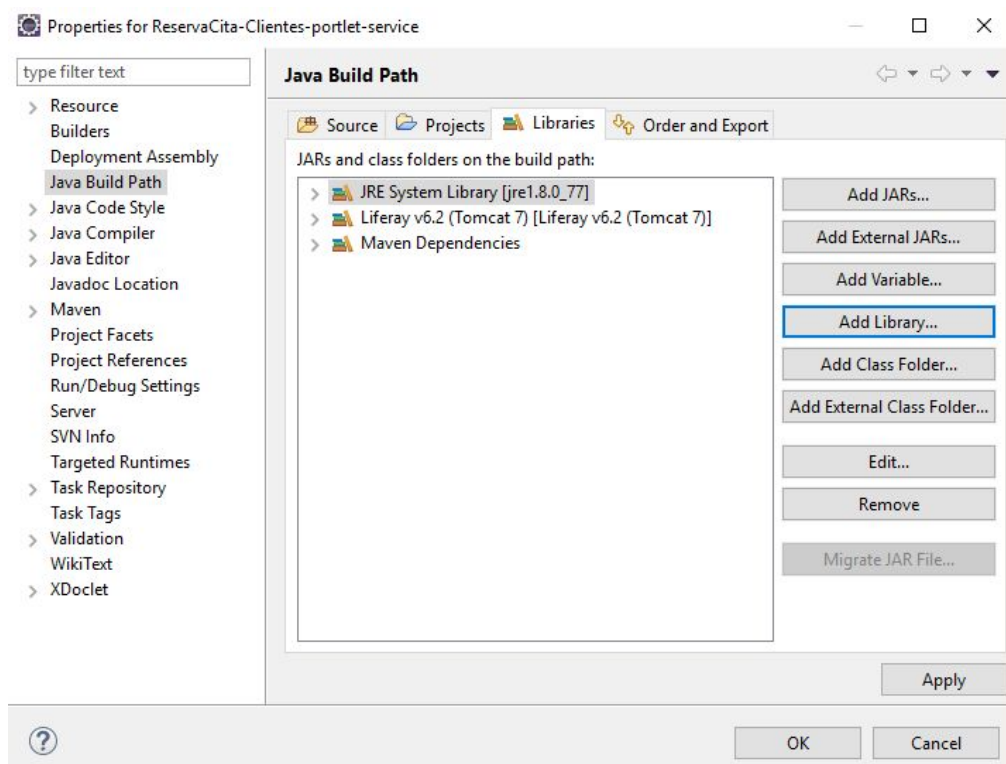 Properties for ReservaCita-Clientes-portlet-service
type filter text
Resource
Builders
Deployment Assembly
Java Build Path
Java Code Style
Java Compiler
Java Editor
Javadoc Location
Maven
Project Facets
Project References
Run/Debug Settings
Server
SVN Info
Targeted Runtimes
Task Repository
Task Tags
Validation
WikiText
XDoclet
Java Build Path
Source Projects Libraries Order and Export
JARs and class folders on the build path:
JRE System Library [jre1.8.0_77]
Liferay v6.2 (Tomcat 7) [Liferay v6.2 (Tomcat 7)]
Maven Dependencies
Add JARs...
Add External JARs...
Add Variable...
Add Library...
Add Class Folder...
Add External Class Folder...
Edit...
Remove
Migrate JAR File...
Apply
OK Cancel